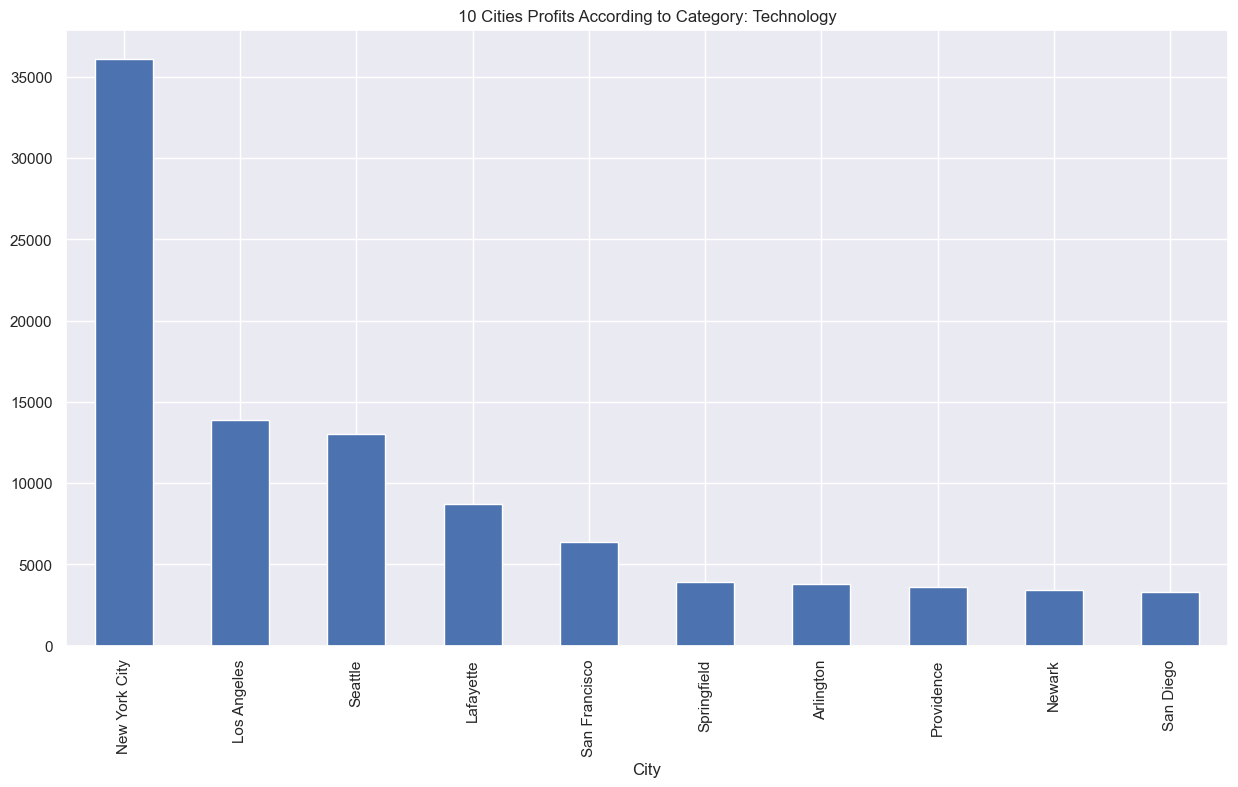 10 Cities Profits According to Category: Technology
35000
30000
25000
20000
15000
10000
5000
0
New York City
Los Angeles
Seattle
Lafayette
San Francisco
Springfield
Arlington
Providence
Newark
San Diego
City